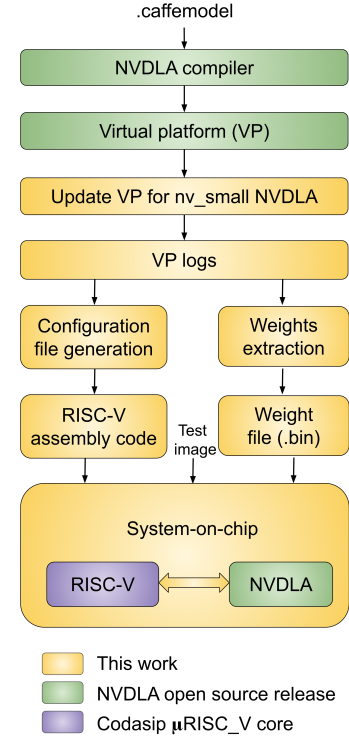 .caffemodel
NVDLA compiler
Virtual platform (VP)
Update VP for nv_small NVDLA
VP logs
Configuration
file generation
Weights
extraction
RISC-V
assembly code
Test
image
Weight
file (.bin)
System-on-chip
RISC-V
NVDLA
This work
NVDLA open source release
Codasip µRISC_V core